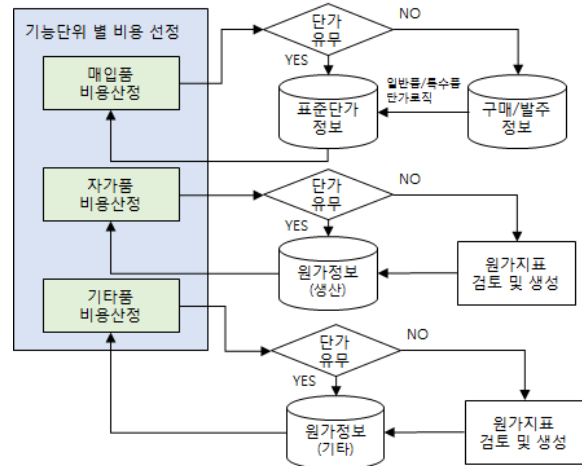 기능단위 별 비용 선정
매입품
비용산정
단가
유무
NO
YES
표준단가
정보
일반품/특수품
단가로직
구매/발주
정보
자가품
비용산정
단가
유무
NO
YES
원가정보
(생산)
원가지표
검토 및 생성
기타품
비용산정
단가
유무
NO
YES
원가정보
(기타)
원가지표
검토 및 생성